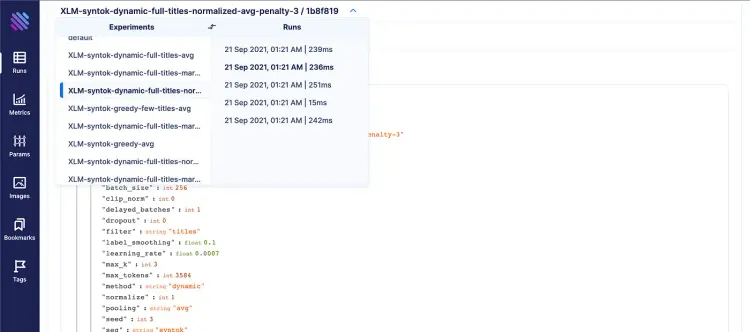 XLM-syntok-dynamic-full-titles-normalized-avg-penalty-3 / 1b8f819
Experiments
Runs
default
XLM-syntok-dynamic-full-titles-avg
XLM-syntok-dynamic-full-titles-mar...
XLM-syntok-dynamic-full-titles-nor...
XLM-syntok-greedy-few-titles-avg
XLM-syntok-dynamic-full-titles-mar...
XLM-syntok-greedy-avg
XLM-syntok-dynamic-full-titles-nor...
XLM-syntok-dynamic-full-titles-mar...
21 Sep 2021, 01:21 AM | 239ms
21 Sep 2021, 01:21 AM | 236ms
21 Sep 2021, 01:21 AM | 251ms
21 Sep 2021, 01:21 AM | 15ms
21 Sep 2021, 01:21 AM | 242ms
Runs
Metrics
Params
Images
Bookmarks
Tags
penalty-3"
"batch_size" : int 256
"clip_norm" : int 0
"delayed_batches" : int 1
"dropout" : int 0
"filter" : string "titles"
"label_smoothing" : float 0.1
"learning_rate" : float 0.0007
"max_k" : int 3
"max_tokens" : int 3584
"method" : string "dynamic"
"normalize" : int 1
"pooling" : string "avg"
"seed" : int 3
"seg" : string "syntok"